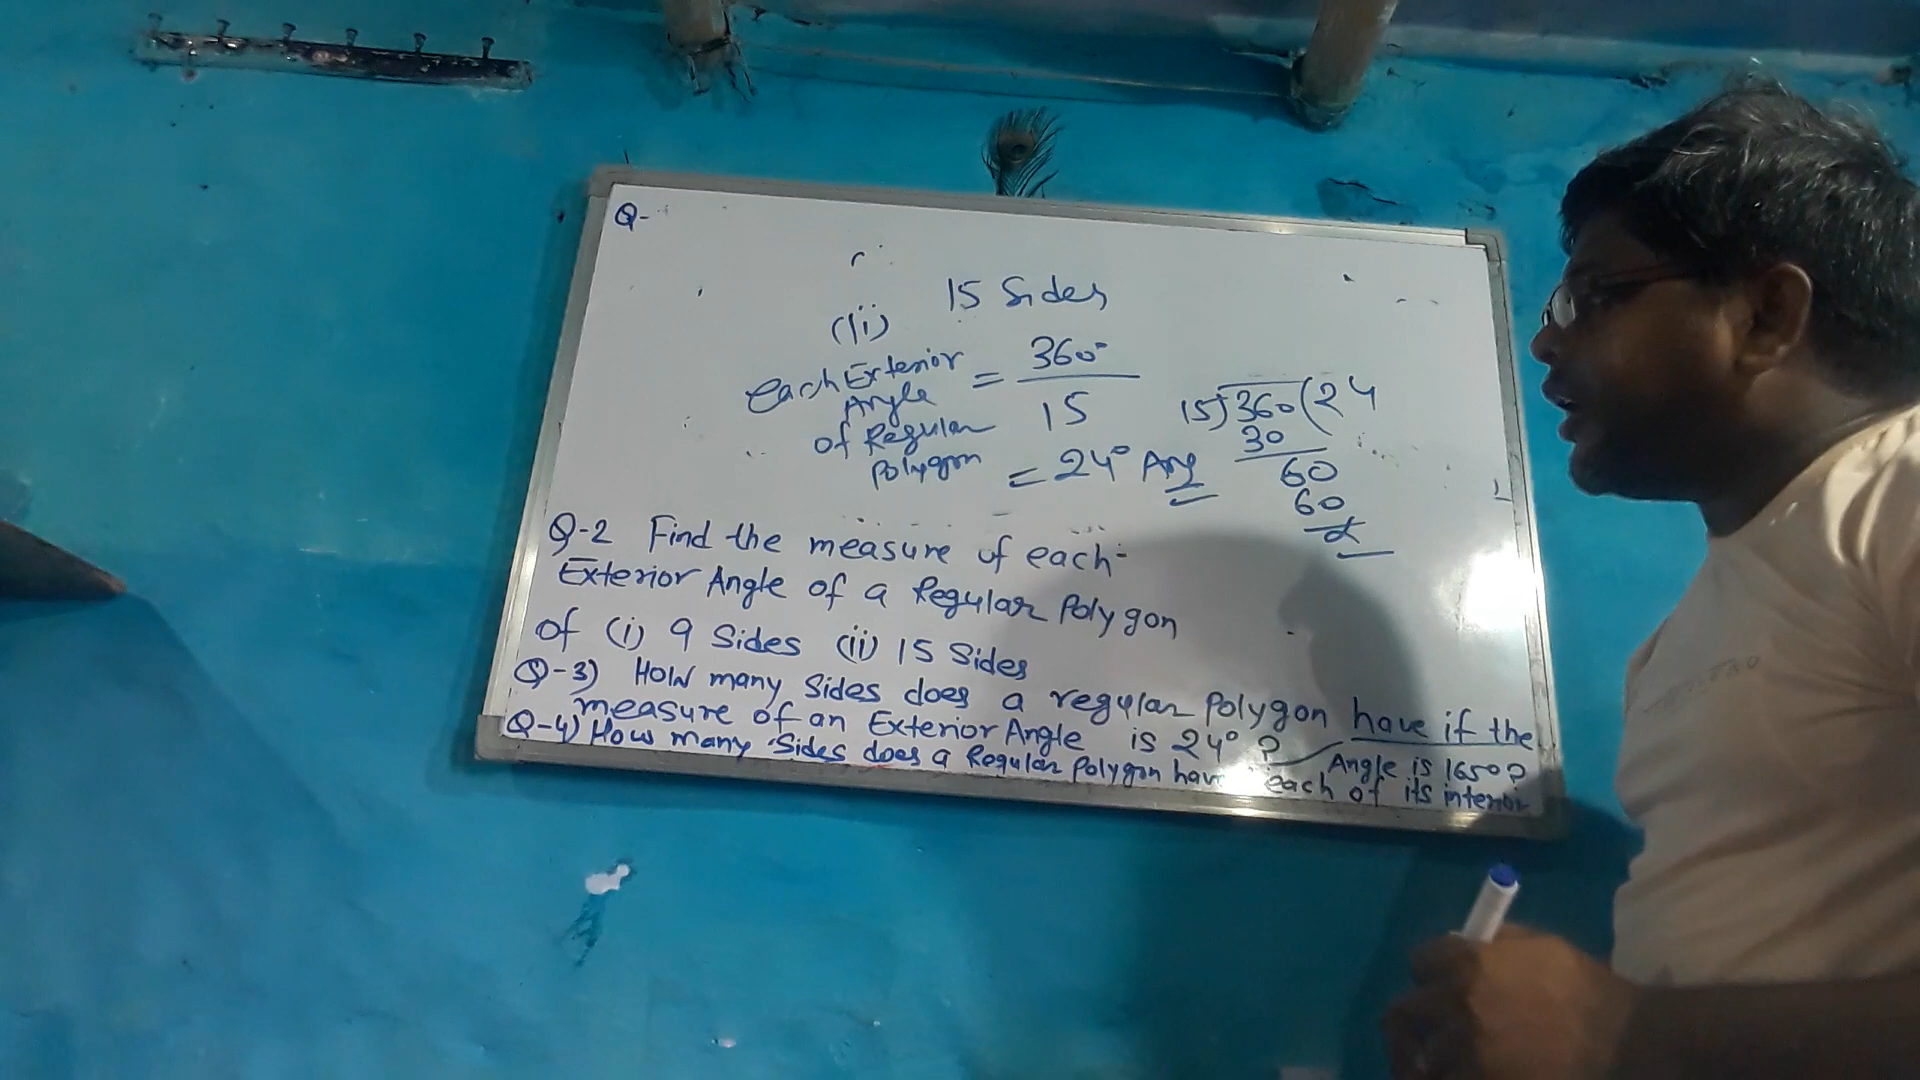 Q-
15 Sides
(ii)
each Exterior
Angle
of Regular
Polygon
= 360°
15
= 24° Ans
15)360(24
30
60
60
x
Q-2 Find the measure of each
Exterior Angle of a Regular Polygon
of (i) 9 Sides (ii) 15 Sides
Q-3) How many Sides does a regular Polygon have if the
measure of an Exterior Angle is 24°?
Q-4) How many Sides does a Regular Polygon have each of its interior
Angle is 165°?